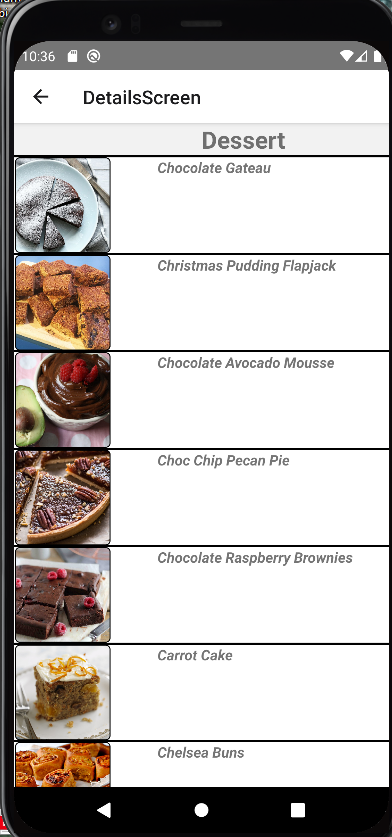 10:36
DetailsScreen
Dessert
Chocolate Gateau
Christmas Pudding Flapjack
Chocolate Avocado Mousse
Choc Chip Pecan Pie
Chocolate Raspberry Brownies
Carrot Cake
Chelsea Buns